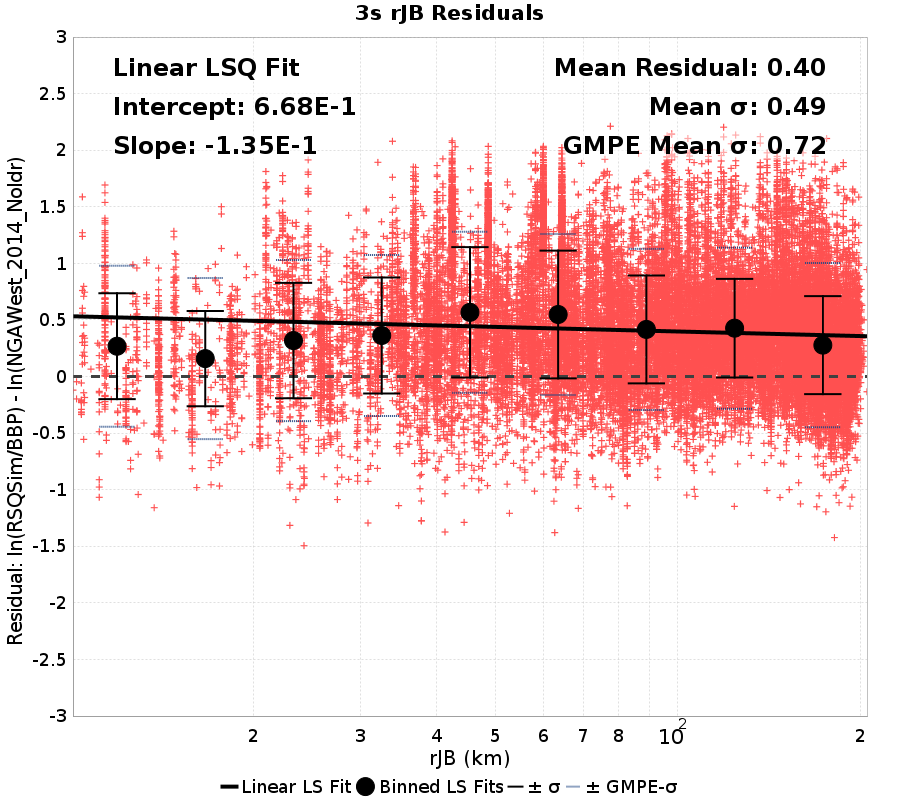 3s rJB Residuals
Linear LSQ Fit
Intercept: 6.68E-1
Slope: -1.35E-1
Mean Residual: 0.40
Mean σ: 0.49
GMPE Mean σ: 0.72
Residual: ln(RSQSim/BBP) - ln(NGAWest_2014_NoIdr)
3
2.5
2
1.5
1
0.5
0
-0.5
-1
-1.5
-2
-2.5
-3
2 3 4 5 6 7 8 10² 2
rJB (km)
Linear LS Fit Binned LS Fits ± σ ± GMPE-σ